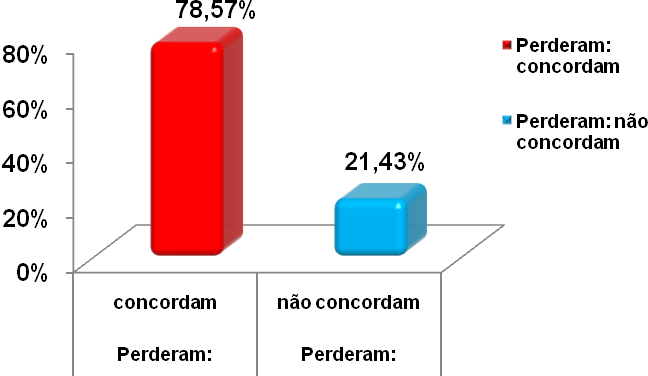 78,57%
80%
60%
40%
20%
0%
21,43%
concordam
não concordam
Perderam:
Perderam:
Perderam:
concordam
Perderam: não
concordam